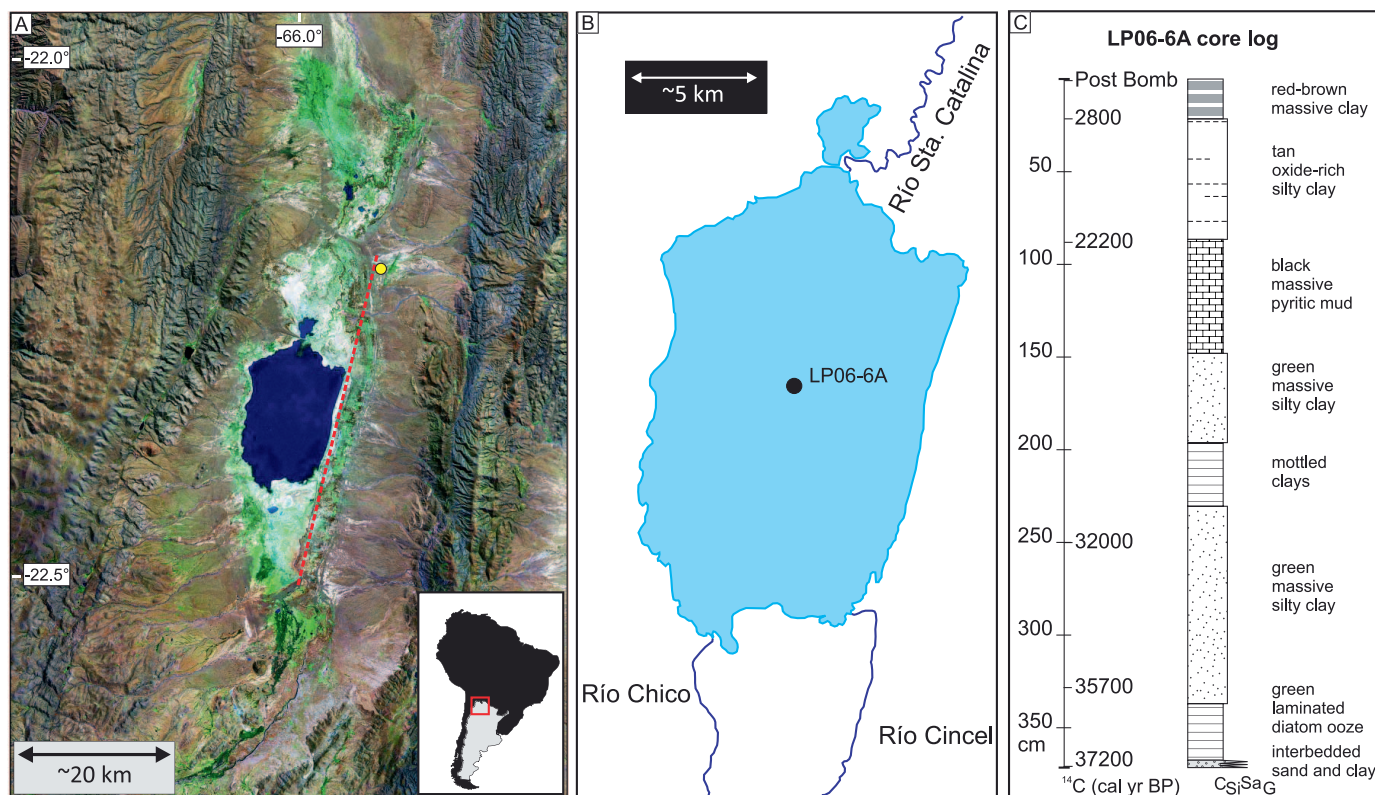 A
-66.0°
-22.0°
-22.5°
~20 km
B
~5 km
Río Sta. Catalina
LP06-6A
Río Chico
Río Cincel
C
LP06-6A core log
Post Bomb
2800
50
22200
100
150
200
250
32000
300
35700
350
cm
37200
¹⁴C (cal yr BP)
CSiSaG
red-brown
massive clay
tan
oxide-rich
silty clay
black
massive
pyritic mud
green
massive
silty clay
mottled
clays
green
massive
silty clay
green
laminated
diatom ooze
interbedded
sand and clay